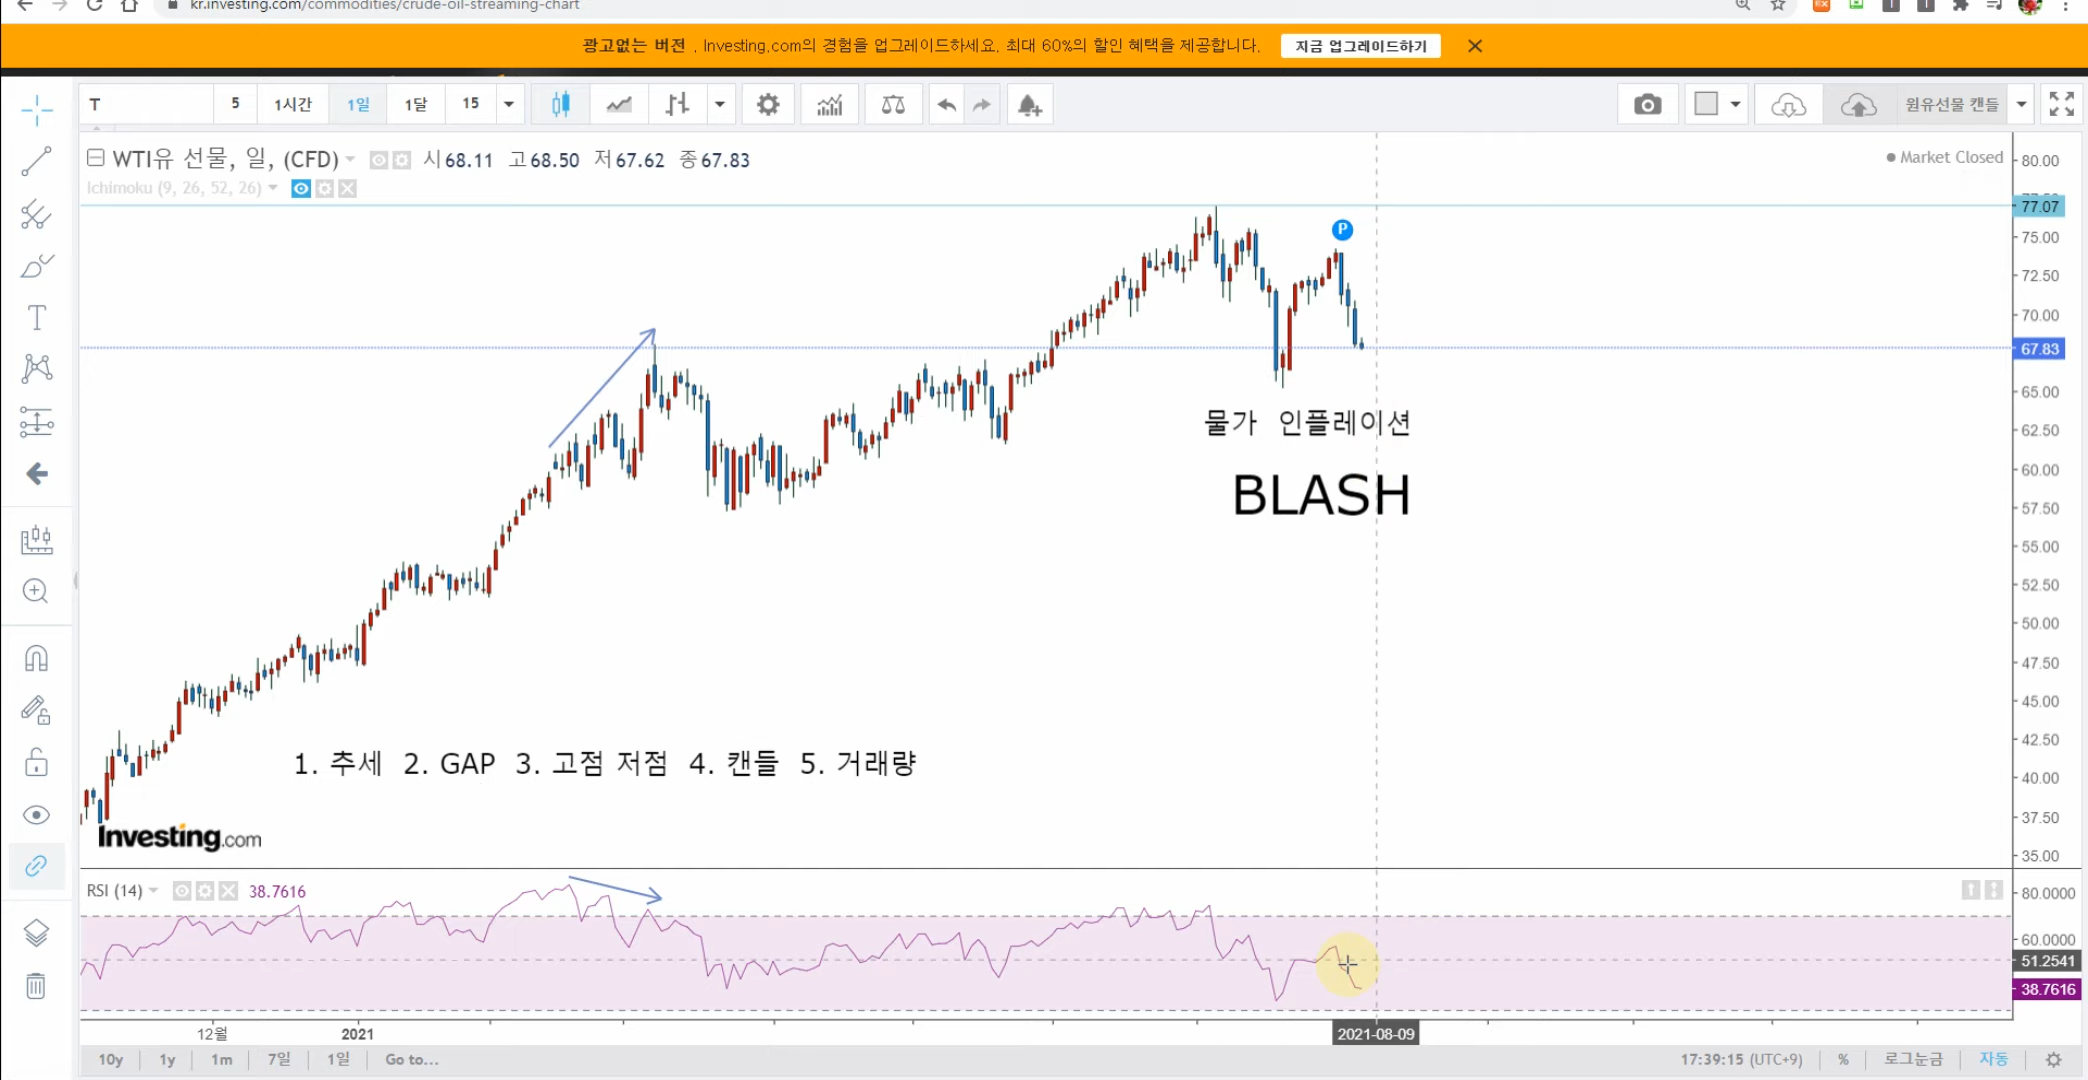 kr.investing.com/commodities/crude-oil-streaming-chart
광고없는 버전 . Investing.com의 경험을 업그레이드하세요. 최대 60%의 할인 혜택을 제공합니다. 지금 업그레이드하기
T 5 1시간 1일 1달 15 원유선물 캔들
WTI유 선물, 일, (CFD) 시68.11 고68.50 저67.62 종67.83
Market Closed
Ichimoku (9, 26, 52, 26)
80.00
77.07
P
75.00
72.50
70.00
67.83
65.00
물가 인플레이션
62.50
60.00
BLASH
57.50
55.00
52.50
50.00
47.50
45.00
42.50
1. 추세 2. GAP 3. 고점 저점 4. 캔들 5. 거래량
40.00
37.50
Investing.com
35.00
RSI (14) 38.7616
80.0000
60.0000
51.2541
38.7616
12월 2021 2021-08-09
10y 1y 1m 7일 1일 Go to... 17:39:15 (UTC+9) % 로그눈금 자동